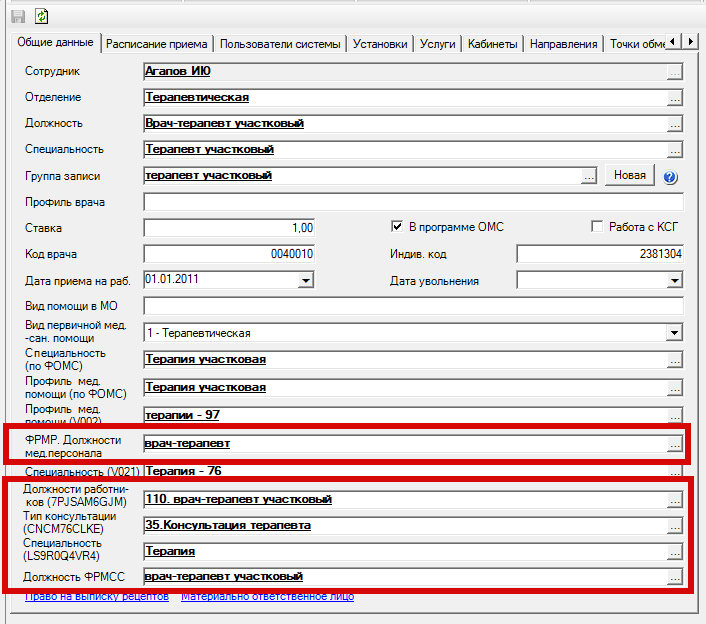 Общие данные Расписание приема Пользователи системы Установки Услуги Кабинеты Направления Точки обме
Сотрудник Агапов ИЮ ...
Отделение Терапевтическая ...
Должность Врач-терапевт участковый ...
Специальность Терапевт участковый ...
Группа записи терапевт участковый ... Новая ?
Профиль врача
Ставка 1,00 В программе ОМС Работа с КСГ
Код врача 0040010 Индив. код 2381304
Дата приема на раб. 01.01.2011 Дата увольнения
Вид помощи в МО
Вид первичной мед.
-сан. помощи 1 - Терапевтическая
Специальность
(по ФОМС) Терапия участковая ...
Профиль мед.
помощи (по ФОМС) Терапия участковая ...
Профиль мед.
помощи (V002) терапии - 97 ...
ФРМР. Должности
мед.персонала врач-терапевт ...
Специальность (V021) Терапия - 76 ...
Должности работни-
ков (7PJSAM6GJM) 110. врач-терапевт участковый ...
Тип консультации
(CNCM76CLKE) 35.Консультация терапевта ...
Специальность
(LS9R0Q4VR4) Терапия ...
Должность ФРМСС врач-терапевт участковый ...
Право на выписку рецептов Материально ответственное лицо